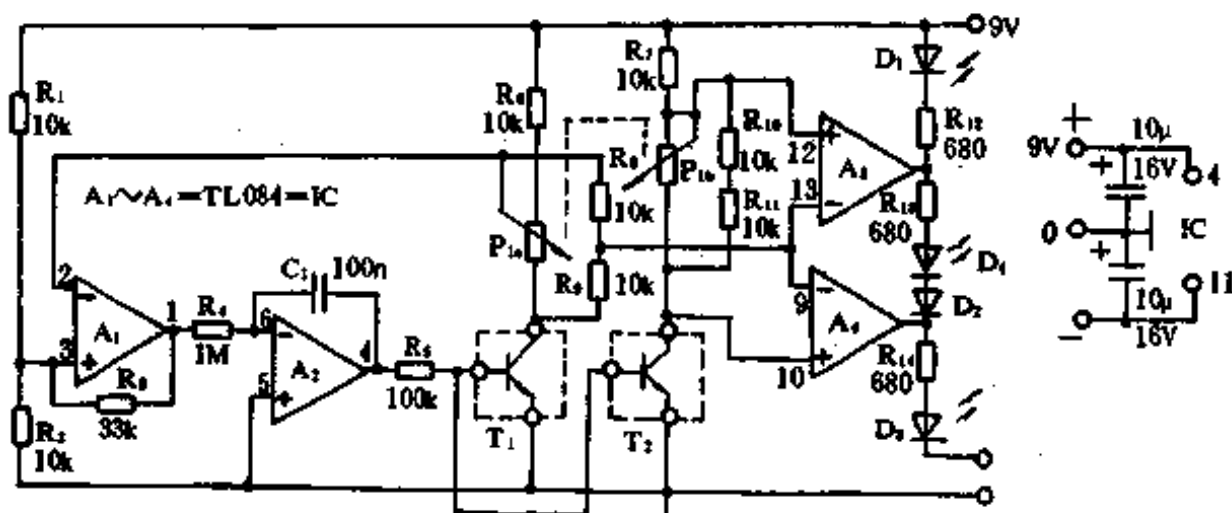 9V
R₁
10k
R₆
10k
R₇
10k
D₁
R₁₂
680
R₁₀
10k
12
A₃
13
R₈
10k
P₁b
R₁₁
10k
680
A₁~A₄=TL084=IC
P₁a
R₉
10k
D₄
D₂
9
A₄
10
R₁₄
680
D₃
2
1
A₁
3
R₄
1M
C₁
100n
6
A₂
4
5
R₅
100k
33k
R₂
10k
T₁
T₂
+
9V
10μ
+
16V
4
0
IC
+
10μ
16V
11
−